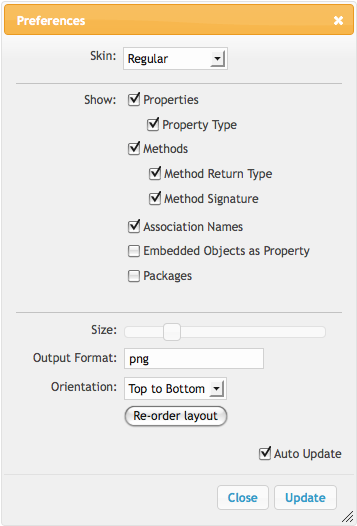 Preferences
Skin: Regular
Show: Properties
Property Type
Methods
Method Return Type
Method Signature
Association Names
Embedded Objects as Property
Packages
Size:
Output Format: png
Orientation: Top to Bottom
Re-order layout
Auto Update
Close Update